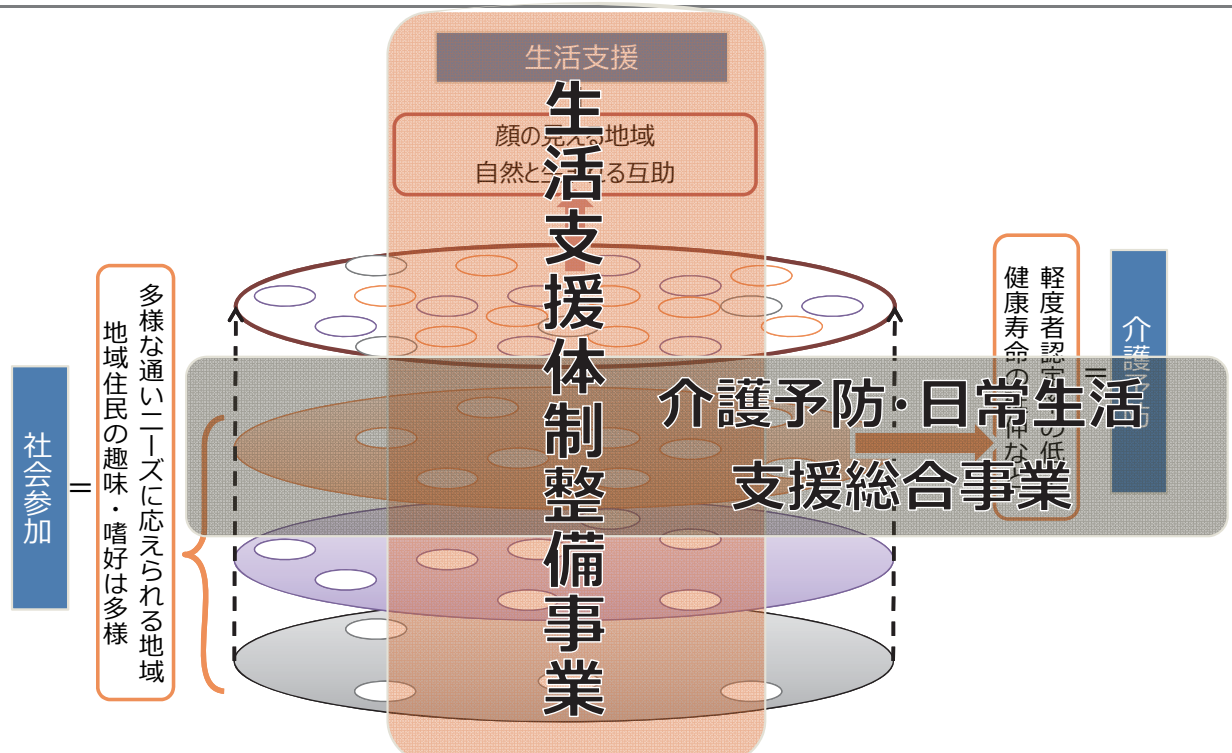 生活支援
顔の見える地域
自然と生まれる互助
生活支援体制整備事業
社会参加
=
多様な通いニーズに応えられる地域
地域住民の趣味・嗜好は多様
介護予防・日常生活
支援総合事業
軽度者認定 の低
健康寿命の 伸な
=
介護予防